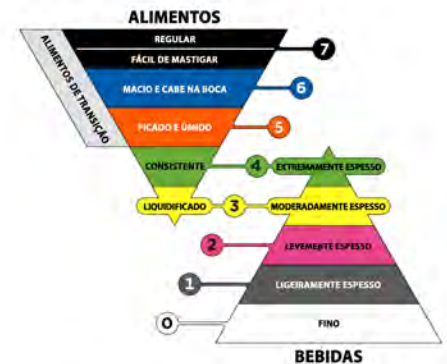 ALIMENTOS
ALIMENTOS DE TRANSIÇÃO
REGULAR
FÁCIL DE MASTIGAR
7
MACIO E CABE NA BOCA
6
PICADO E ÚMIDO
5
CONSISTENTE
4
EXTREMAMENTE ESPESSO
LIQUIDIFICADO
3
MODERADAMENTE ESPESSO
2
LEVEMENTE ESPESSO
1
LIGEIRAMENTE ESPESSO
0
FINO
BEBIDAS